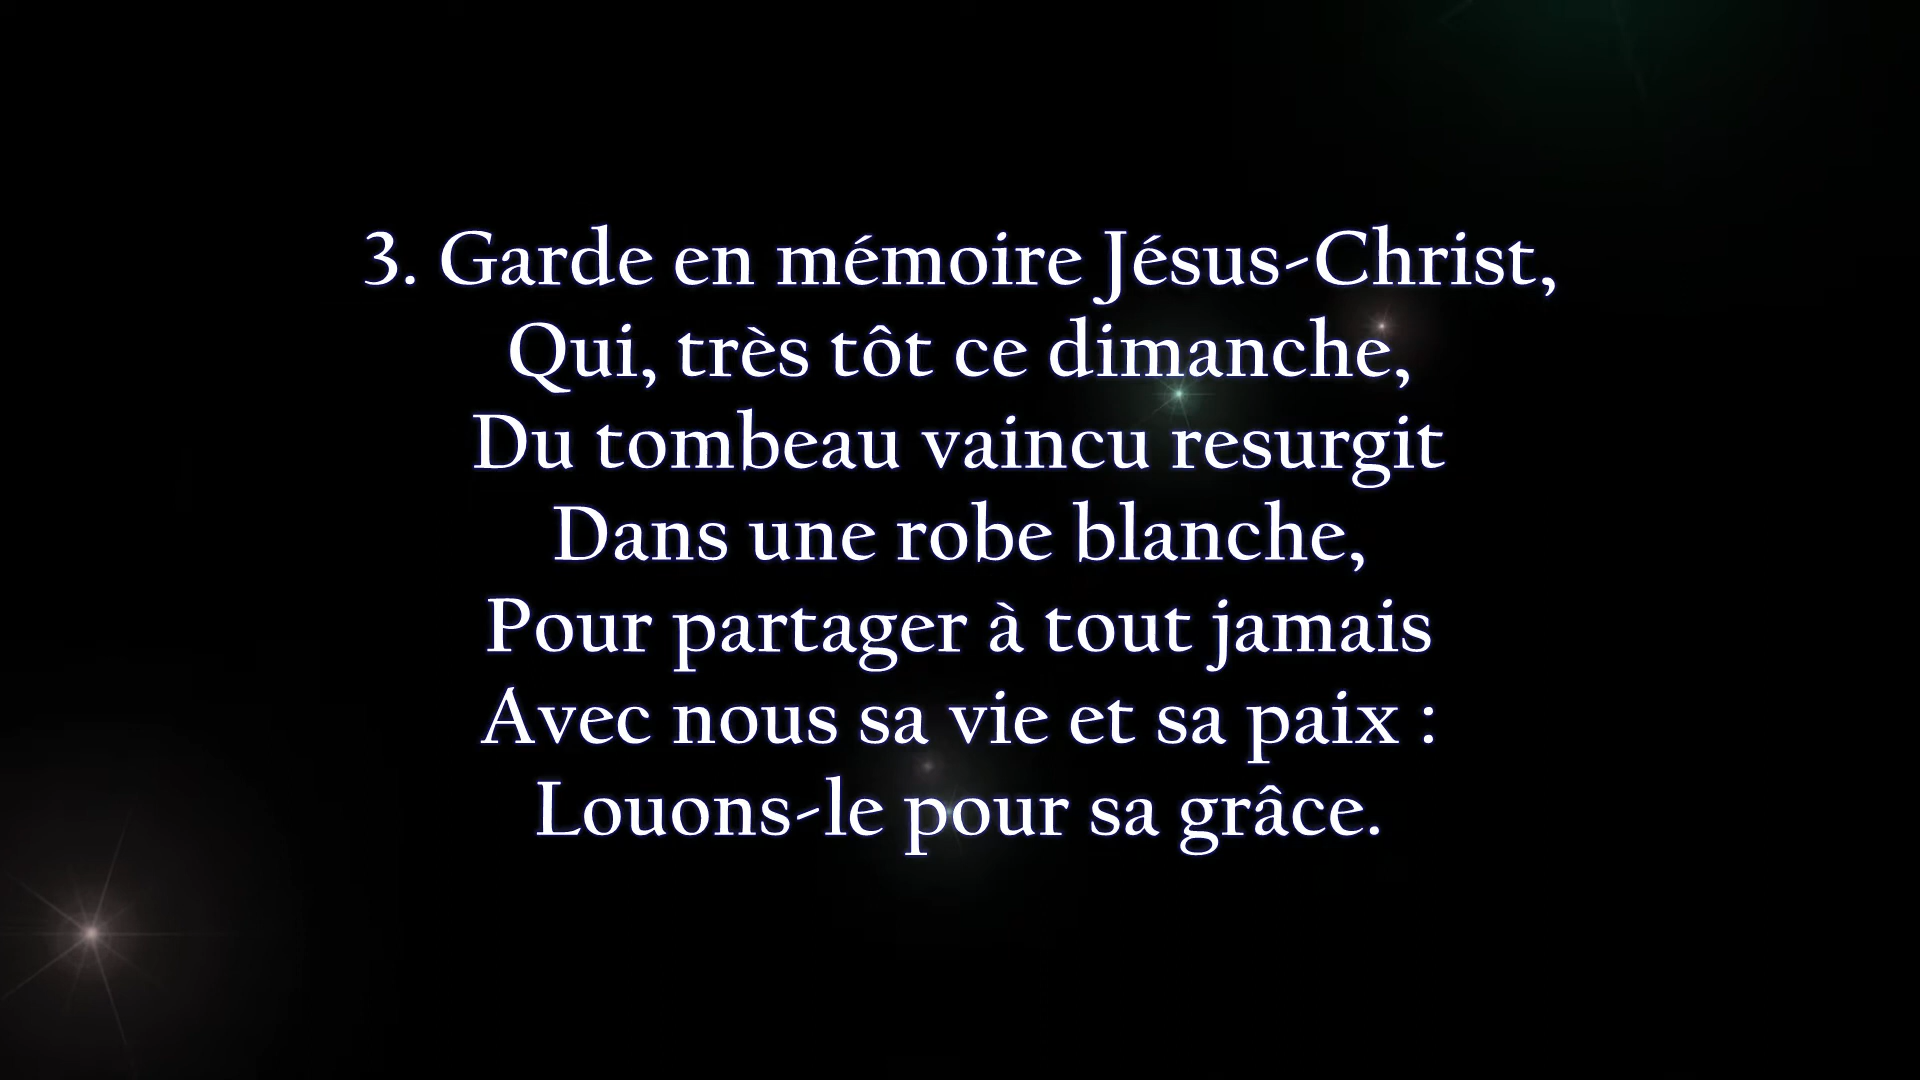 3. Garde en mémoire Jésus-Christ,
Qui, très tôt ce dimanche,
Du tombeau vaincu resurgit
Dans une robe blanche,
Pour partager à tout jamais
Avec nous sa vie et sa paix :
Louons-le pour sa grâce.